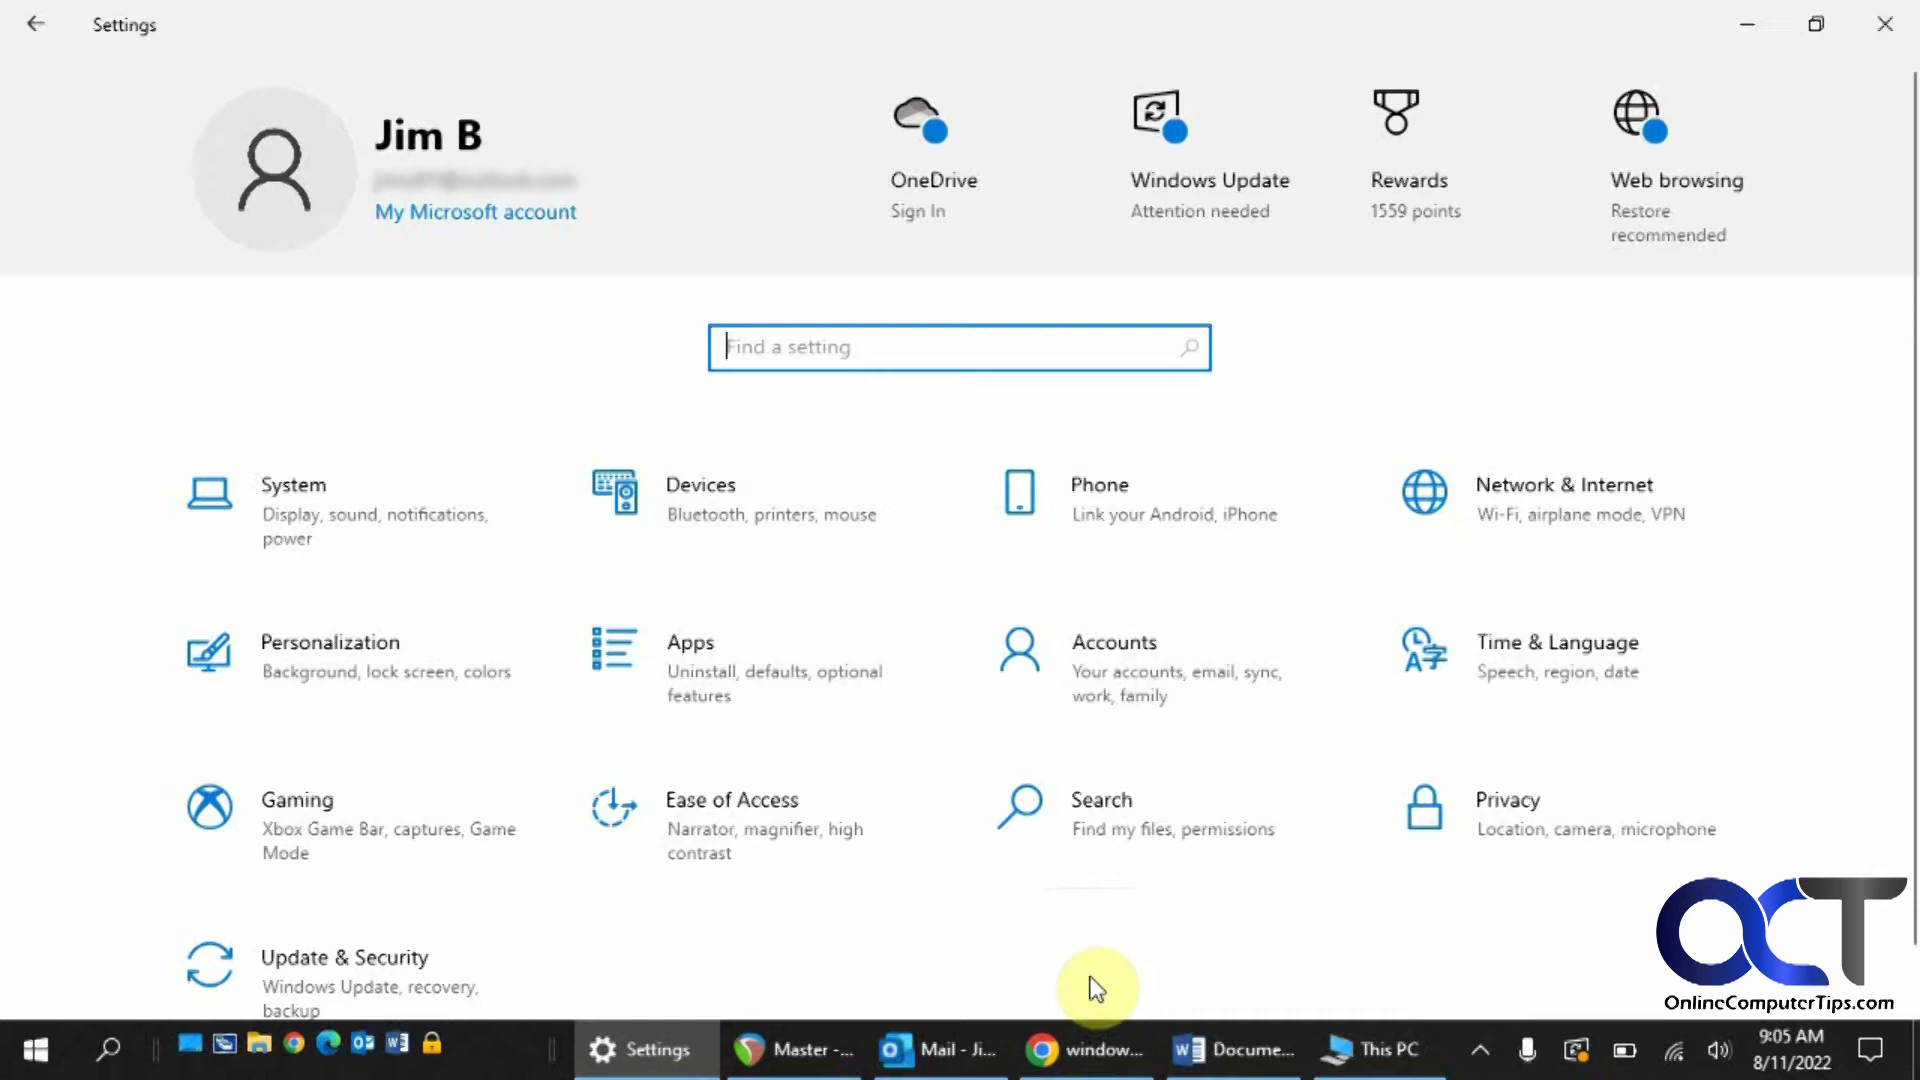 Settings
Jim B
My Microsoft account
OneDrive
Sign In
Windows Update
Attention needed
Rewards
1559 points
Web browsing
Restore
recommended
Find a setting
System
Display, sound, notifications,
power
Devices
Bluetooth, printers, mouse
Phone
Link your Android, iPhone
Network & Internet
Wi-Fi, airplane mode, VPN
Personalization
Background, lock screen, colors
Apps
Uninstall, defaults, optional
features
Accounts
Your accounts, email, sync,
work, family
Time & Language
Speech, region, date
Gaming
Xbox Game Bar, captures, Game
Mode
Ease of Access
Narrator, magnifier, high
contrast
Search
Find my files, permissions
Privacy
Location, camera, microphone
Update & Security
Windows Update, recovery,
backup
OCT
OnlineComputerTips.com
Settings
Master -...
Mail - Ji...
window...
Docume...
This PC
9:05 AM
8/11/2022